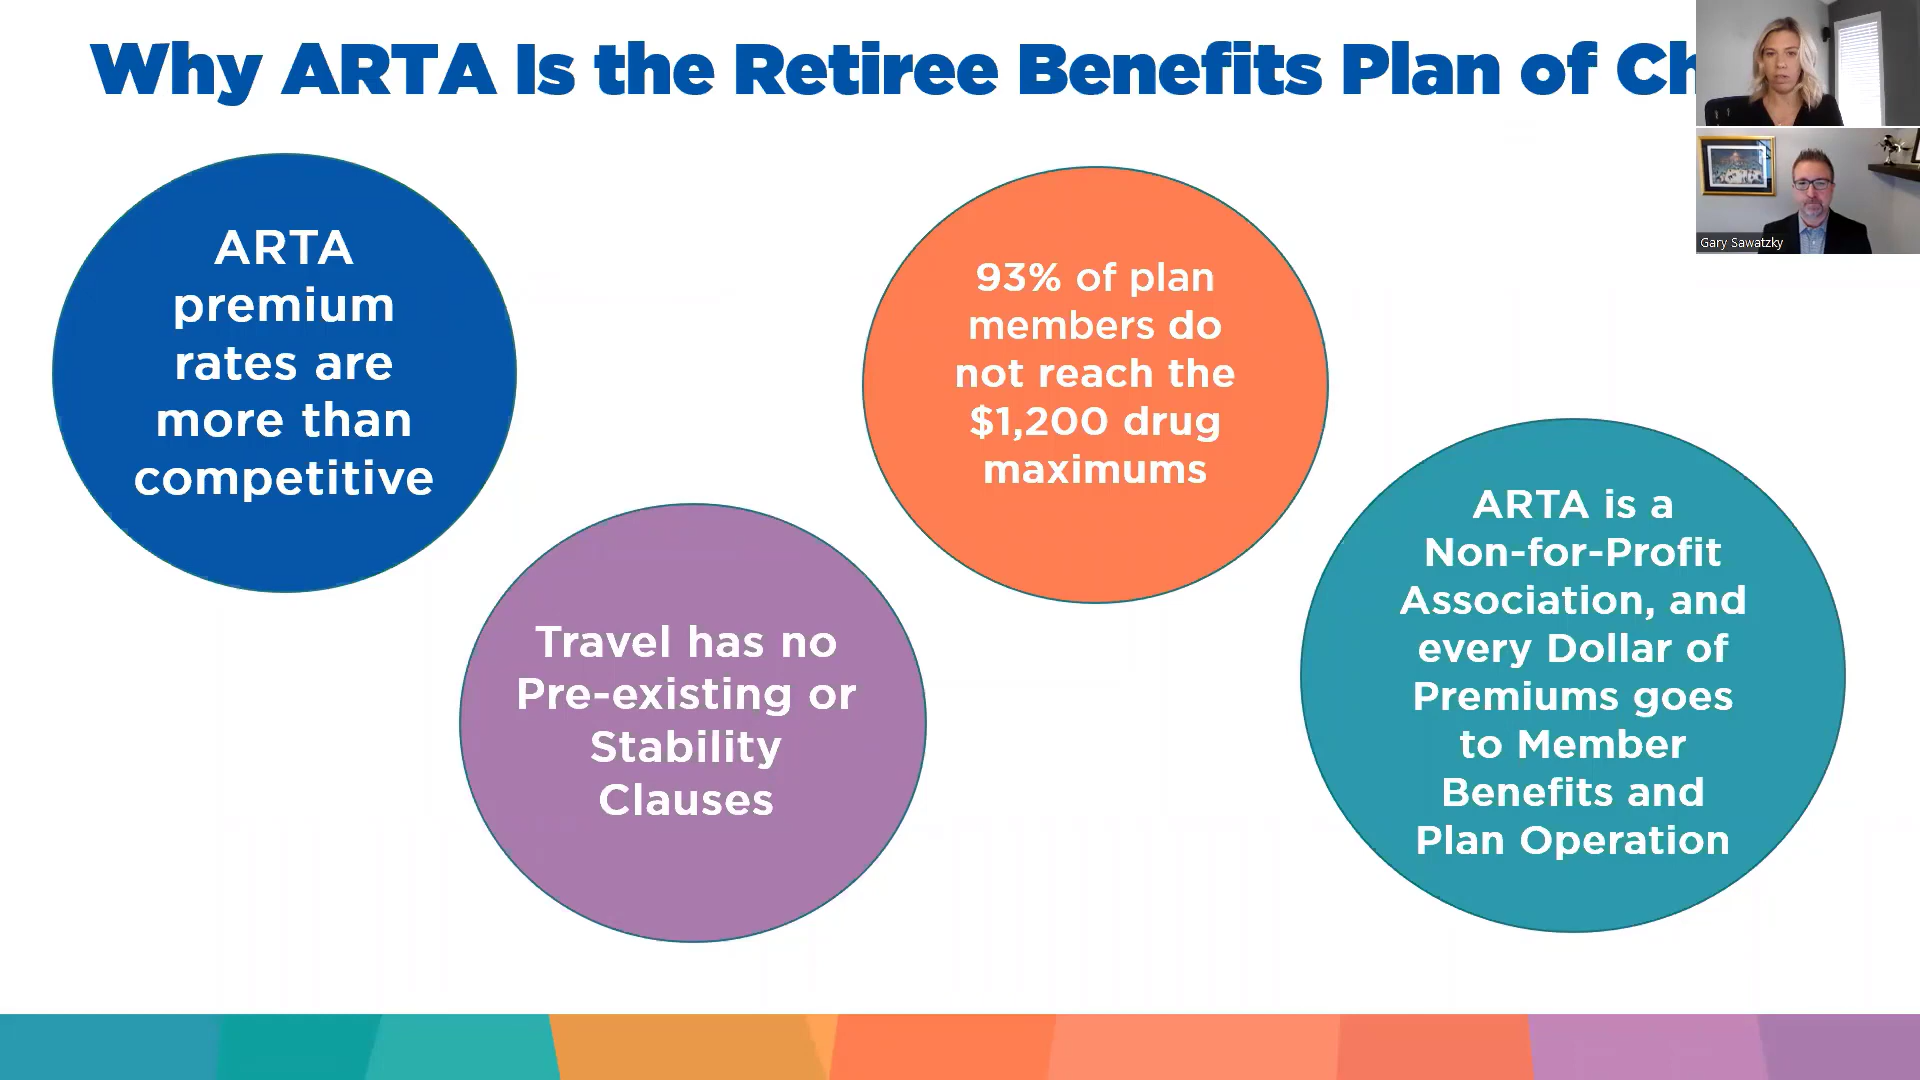 Why ARTA Is the Retiree Benefits Plan of Ch
Gary Sawatzky
ARTA
premium
rates are
more than
competitive
Travel has no
Pre-existing or
Stability
Clauses
93% of plan
members do
not reach the
$1,200 drug
maximums
ARTA is a
Non-for-Profit
Association, and
every Dollar of
Premiums goes
to Member
Benefits and
Plan Operation